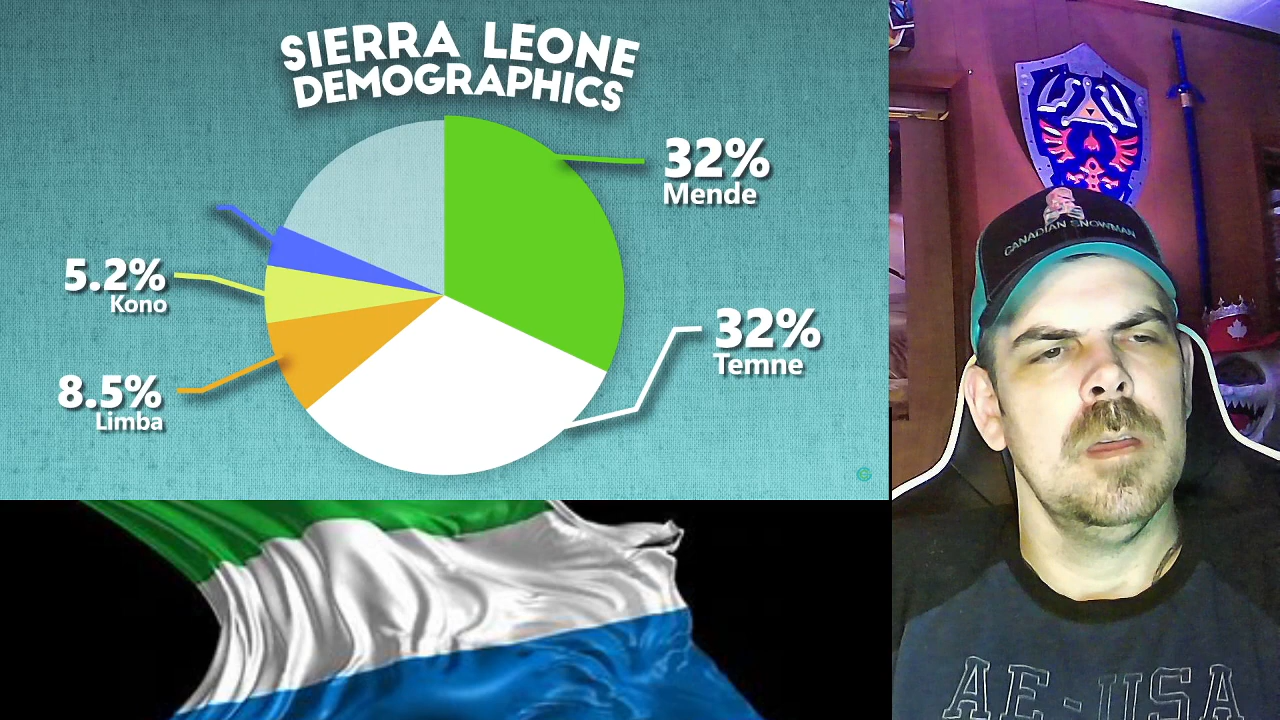 SIERRA LEONE
DEMOGRAPHICS
32%
Mende
32%
Temne
5.2%
Kono
8.5%
Limba
CANADIAN SNOWMAN
AE-USA